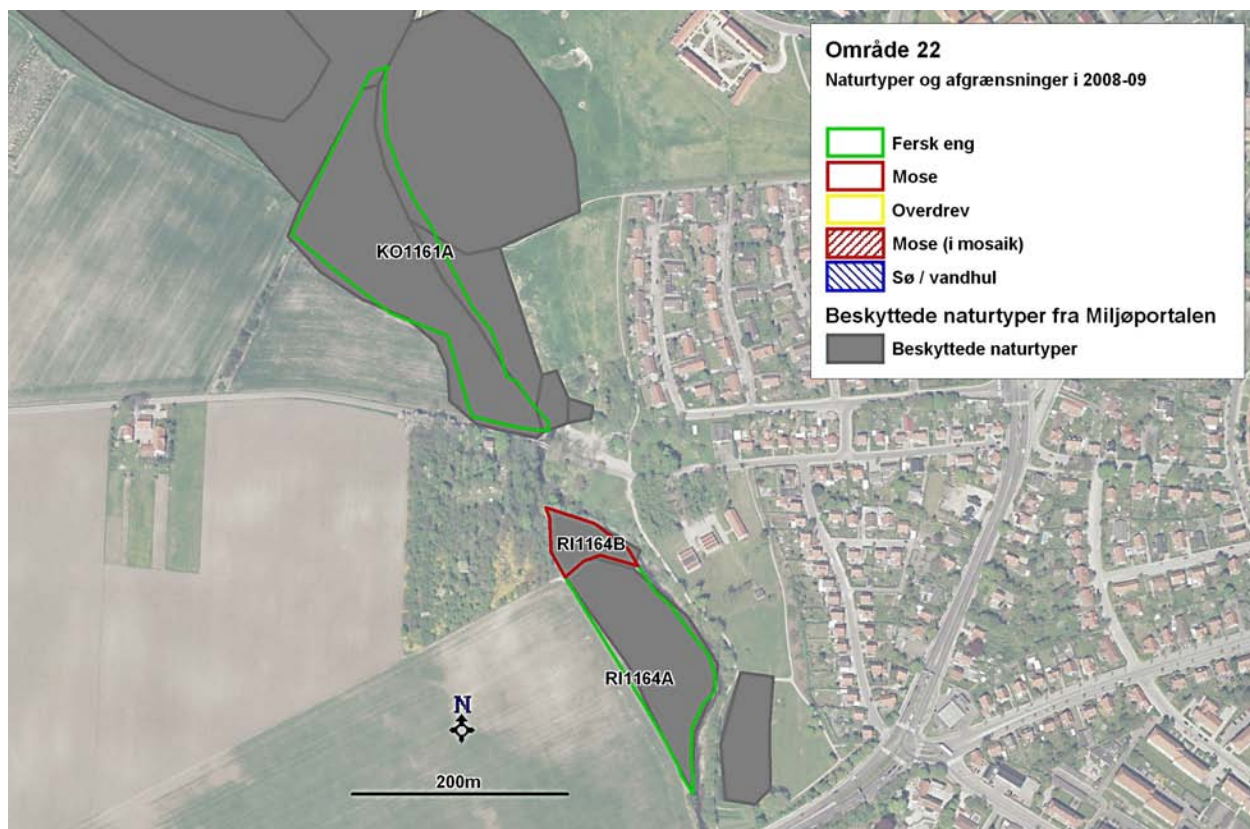 Område 22
Naturtyper og afgrænsninger i 2008-09
Fersk eng
Mose
Overdrev
Mose (i mosaik)
Sø / vandhul
Beskyttede naturtyper fra Miljøportalen
Beskyttede naturtyper
KO1161A
RI1164B
RI1164A
N
200m